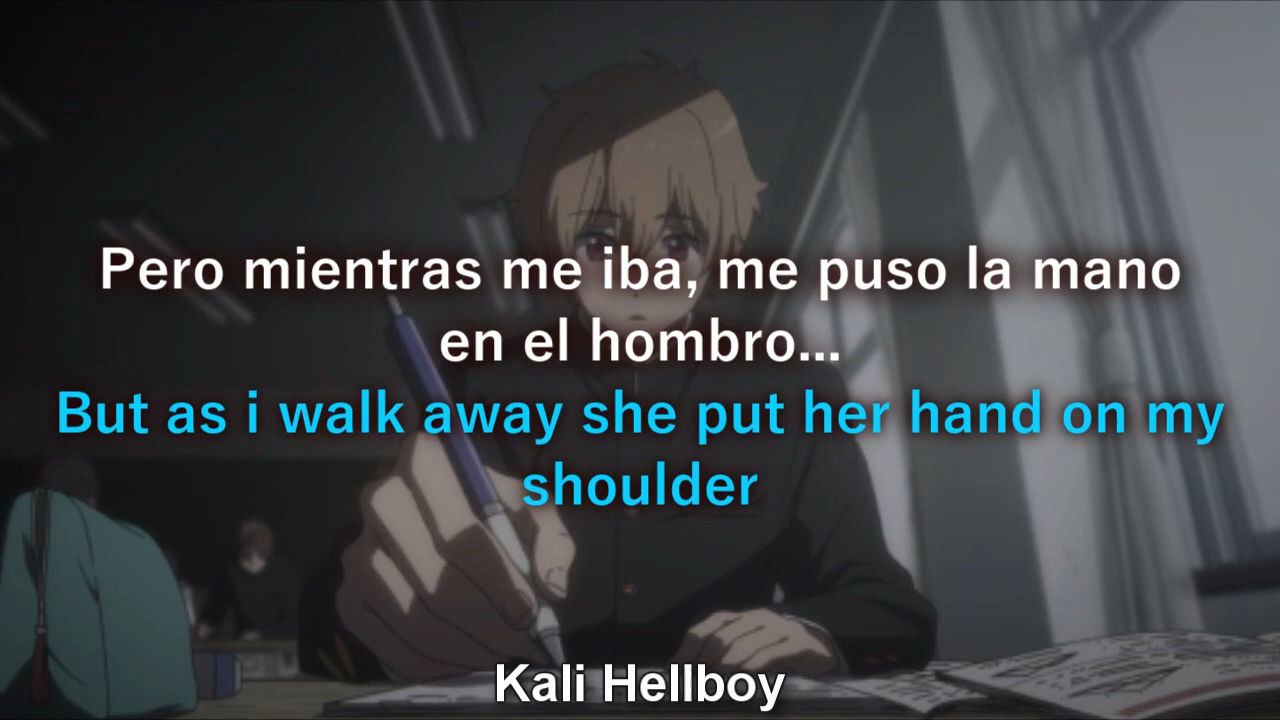 Pero mientras me iba, me puso la mano
en el hombro...
But as i walk away she put her hand on my
shoulder
Kali Hellboy